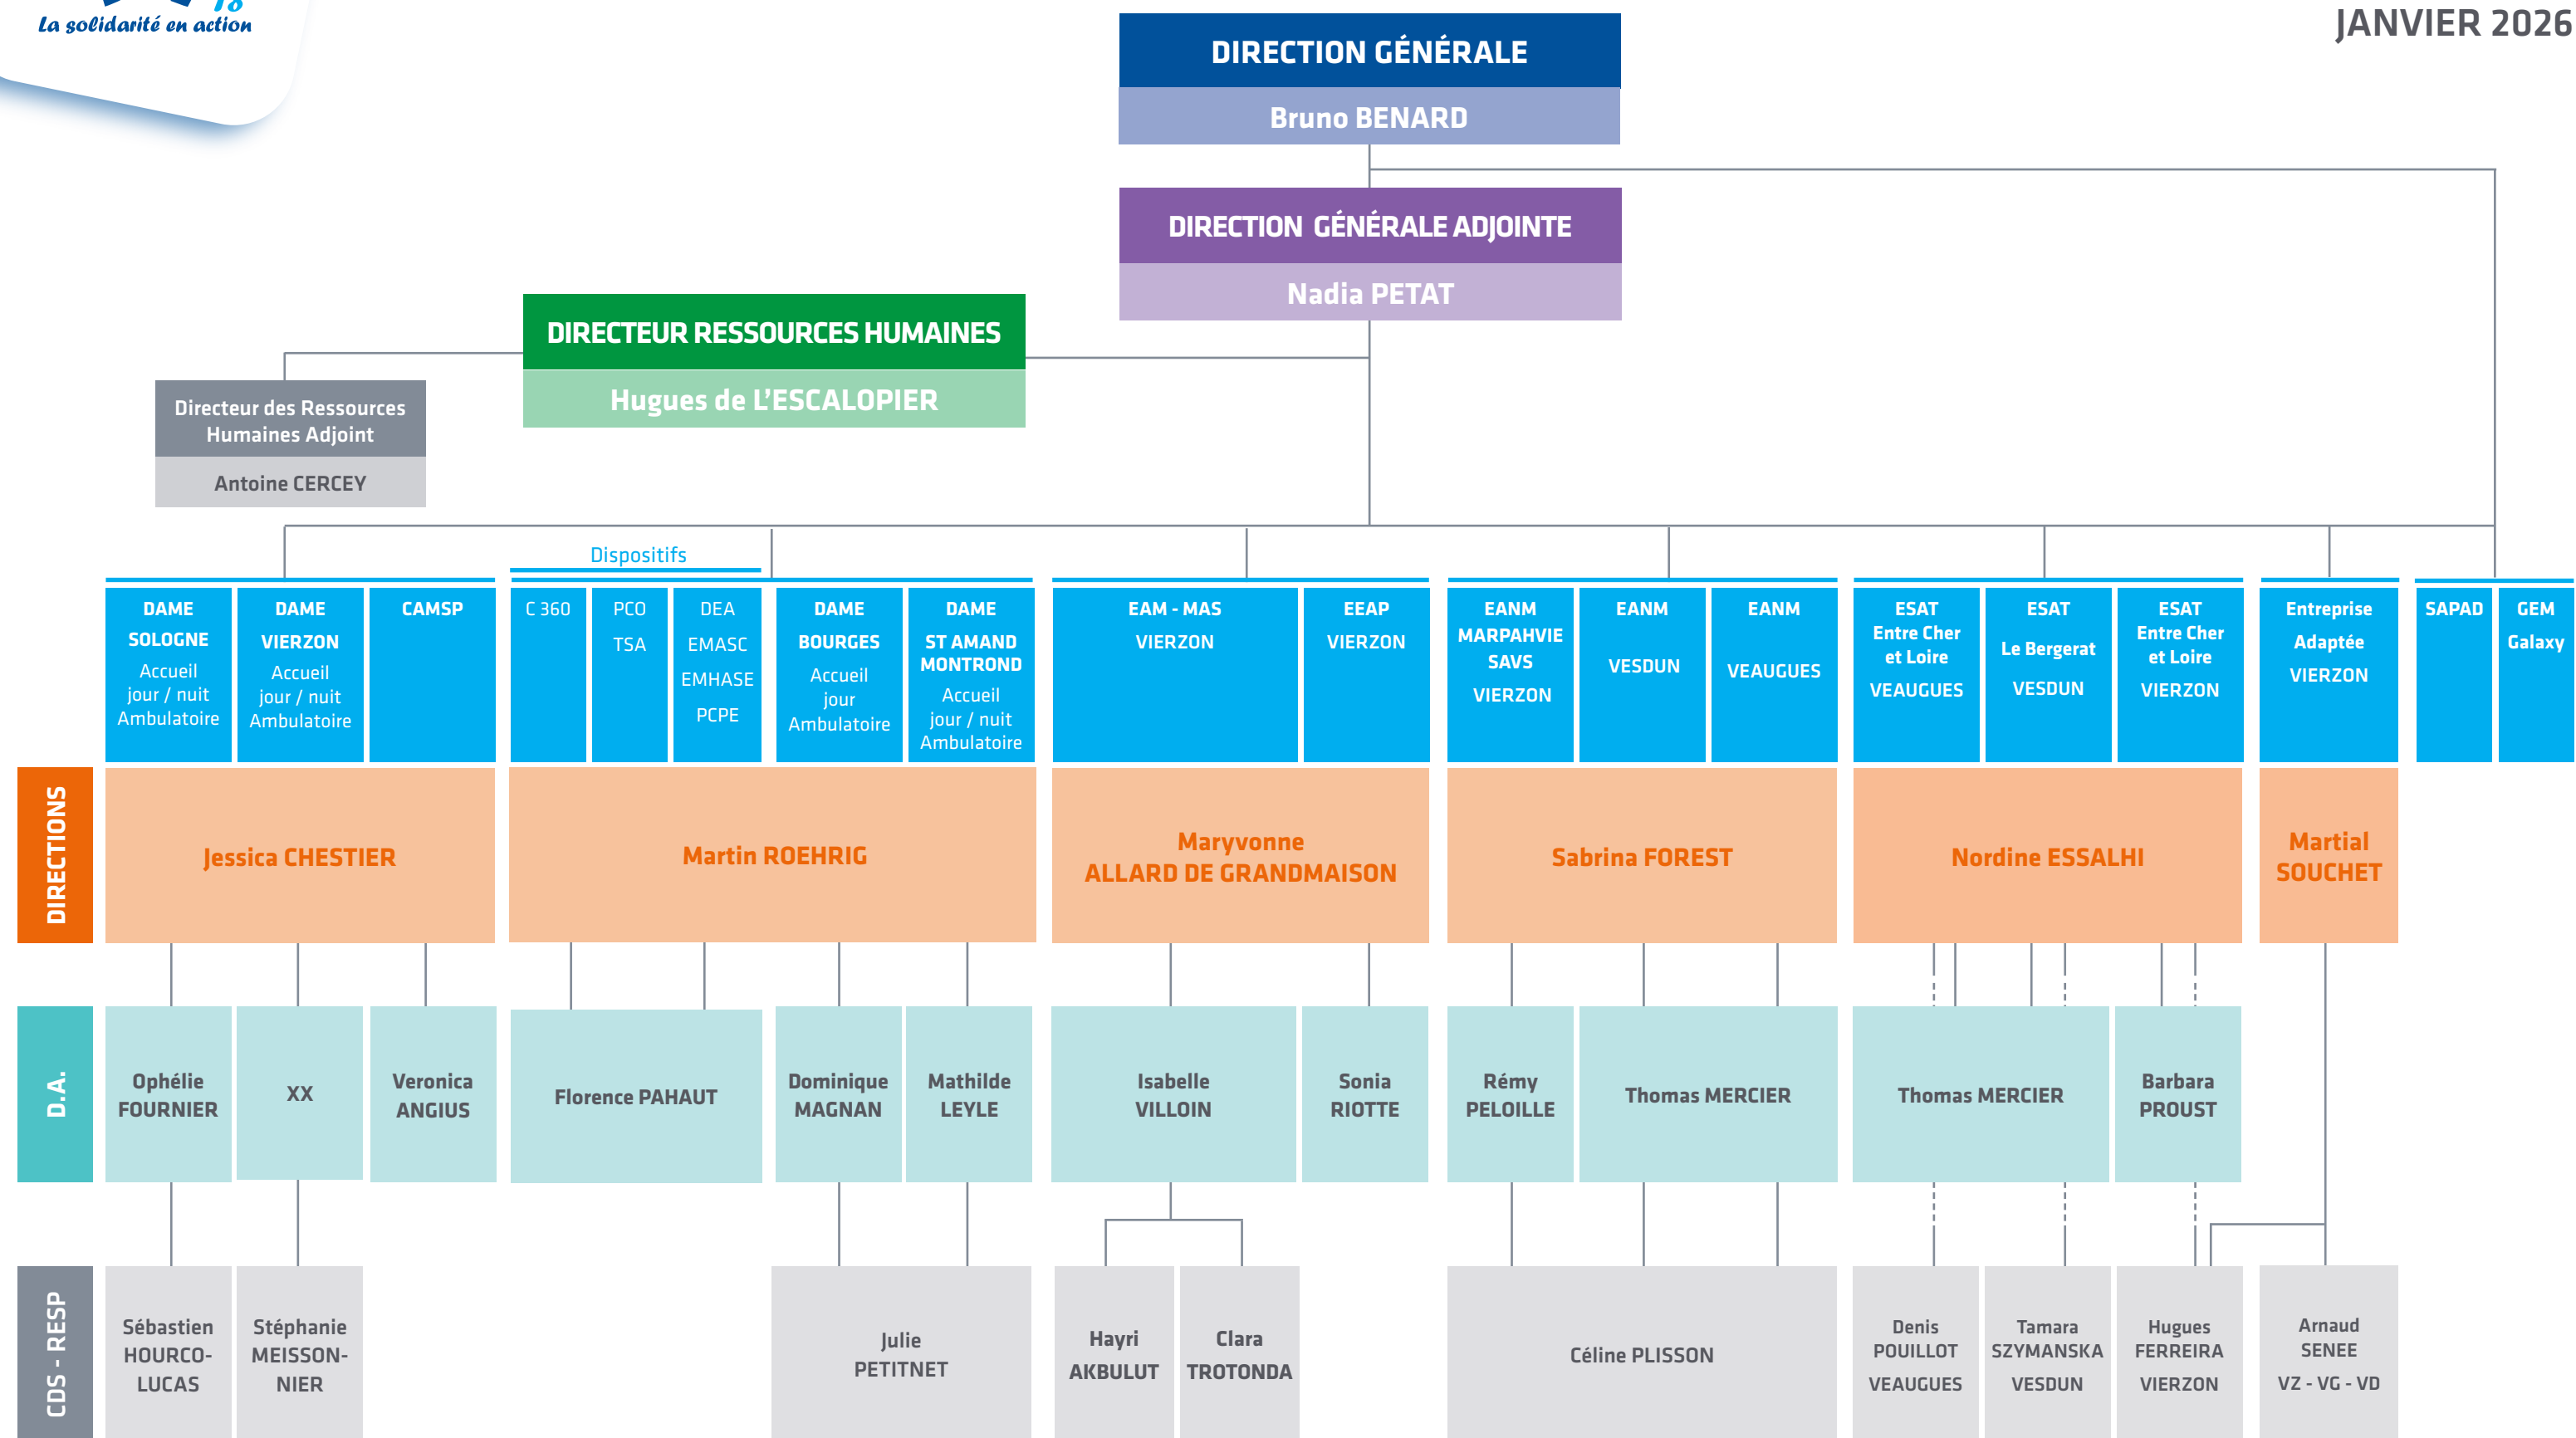 18
La solidarité en action
JANVIER 2026
DIRECTION GÉNÉRALE
Bruno BENARD
DIRECTION GÉNÉRALE ADJOINTE
Nadia PETAT
DIRECTEUR RESSOURCES HUMAINES
Hugues de L'ESCALOPIER
Directeur des Ressources
Humaines Adjoint
Antoine CERCEY
Dispositifs
DAME
SOLOGNE
Accueil
jour / nuit
Ambulatoire
DAME
VIERZON
Accueil
jour / nuit
Ambulatoire
CAMSP
C 360
PCO
TSA
DEA
EMASC
EMHASE
PCPE
DAME
BOURGES
Accueil
jour
Ambulatoire
DAME
ST AMAND
MONTROND
Accueil
jour / nuit
Ambulatoire
EAM - MAS
VIERZON
EEAP
VIERZON
EANM
MARPAHVIE
SAVS
VIERZON
EANM
VESDUN
EANM
VEAUGUES
ESAT
Entre Cher
et Loire
VEAUGUES
ESAT
Le Bergerat
VESDUN
ESAT
Entre Cher
et Loire
VIERZON
Entreprise
Adaptée
VIERZON
SAPAD
GEM
Galaxy
DIRECTIONS
Jessica CHESTIER
Martin ROEHRIG
Maryvonne
ALLARD DE GRANDMAISON
Sabrina FOREST
Nordine ESSALHI
Martial
SOUCHET
D.A.
Ophélie
FOURNIER
XX
Veronica
ANGIUS
Florence PAHAUT
Dominique
MAGNAN
Mathilde
LEYLE
Isabelle
VILLOIN
Sonia
RIOTTE
Rémy
PELOILLE
Thomas MERCIER
Thomas MERCIER
Barbara
PROUST
CDS - RESP
Sébastien
HOURCO-
LUCAS
Stéphanie
MEISSON-
NIER
Julie
PETITNET
Hayri
AKBULUT
Clara
TROTONDA
Céline PLISSON
Denis
POUILLOT
VEAUGUES
Tamara
SZYMANSKA
VESDUN
Hugues
FERREIRA
VIERZON
Arnaud
SENEE
VZ - VG - VD